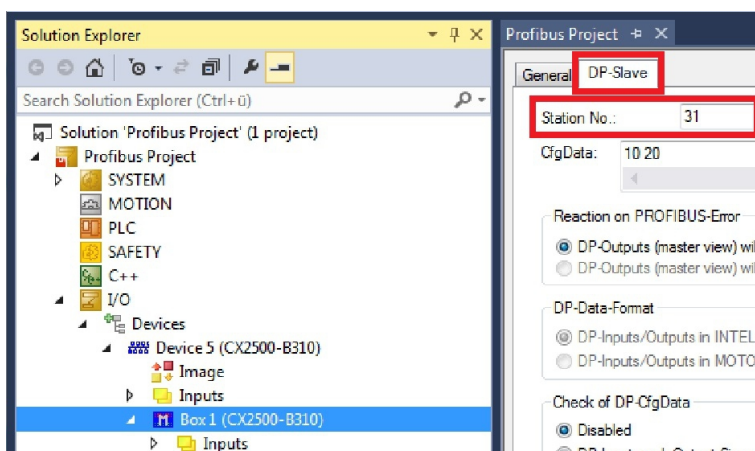 Solution Explorer
Search Solution Explorer (Ctrl+ü)
Solution 'Profibus Project' (1 project)
Profibus Project
SYSTEM
MOTION
PLC
SAFETY
C++
I/O
Devices
Device 5 (CX2500-B310)
Image
Inputs
Box 1 (CX2500-B310)
Inputs
Profibus Project
General DP-Slave
Station No.: 31
CfgData: 10 20
Reaction on PROFIBUS-Error
DP-Outputs (master view) wil
DP-Outputs (master view) wil
DP-Data-Format
DP-Inputs/Outputs in INTEL
DP-Inputs/Outputs in MOTO
Check of DP-CfgData
Disabled